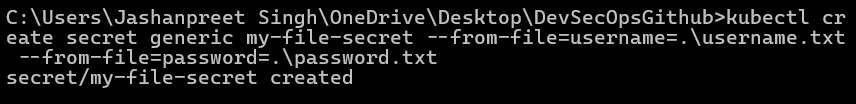 C:\Users\Jashanpreet Singh\OneDrive\Desktop\DevSecOpsGithub>kubectl cr
eate secret generic my-file-secret --from-file=username=.\username.txt
 --from-file=password=.\password.txt
secret/my-file-secret created